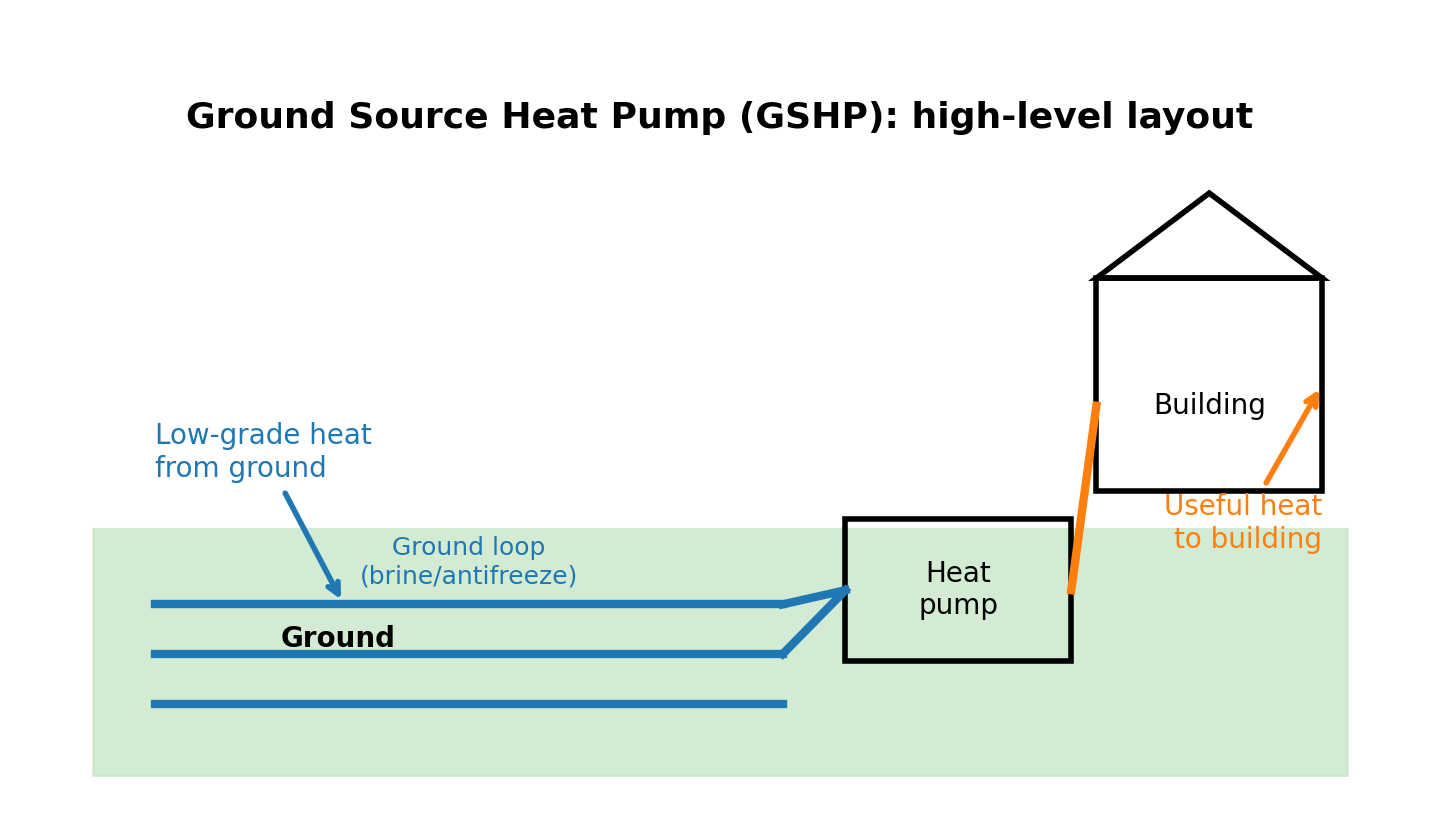 Ground Source Heat Pump (GSHP): high-level layout
Building
Low-grade heat
from ground
Useful heat
to building
Ground loop
(brine/antifreeze)
Heat
pump
Ground